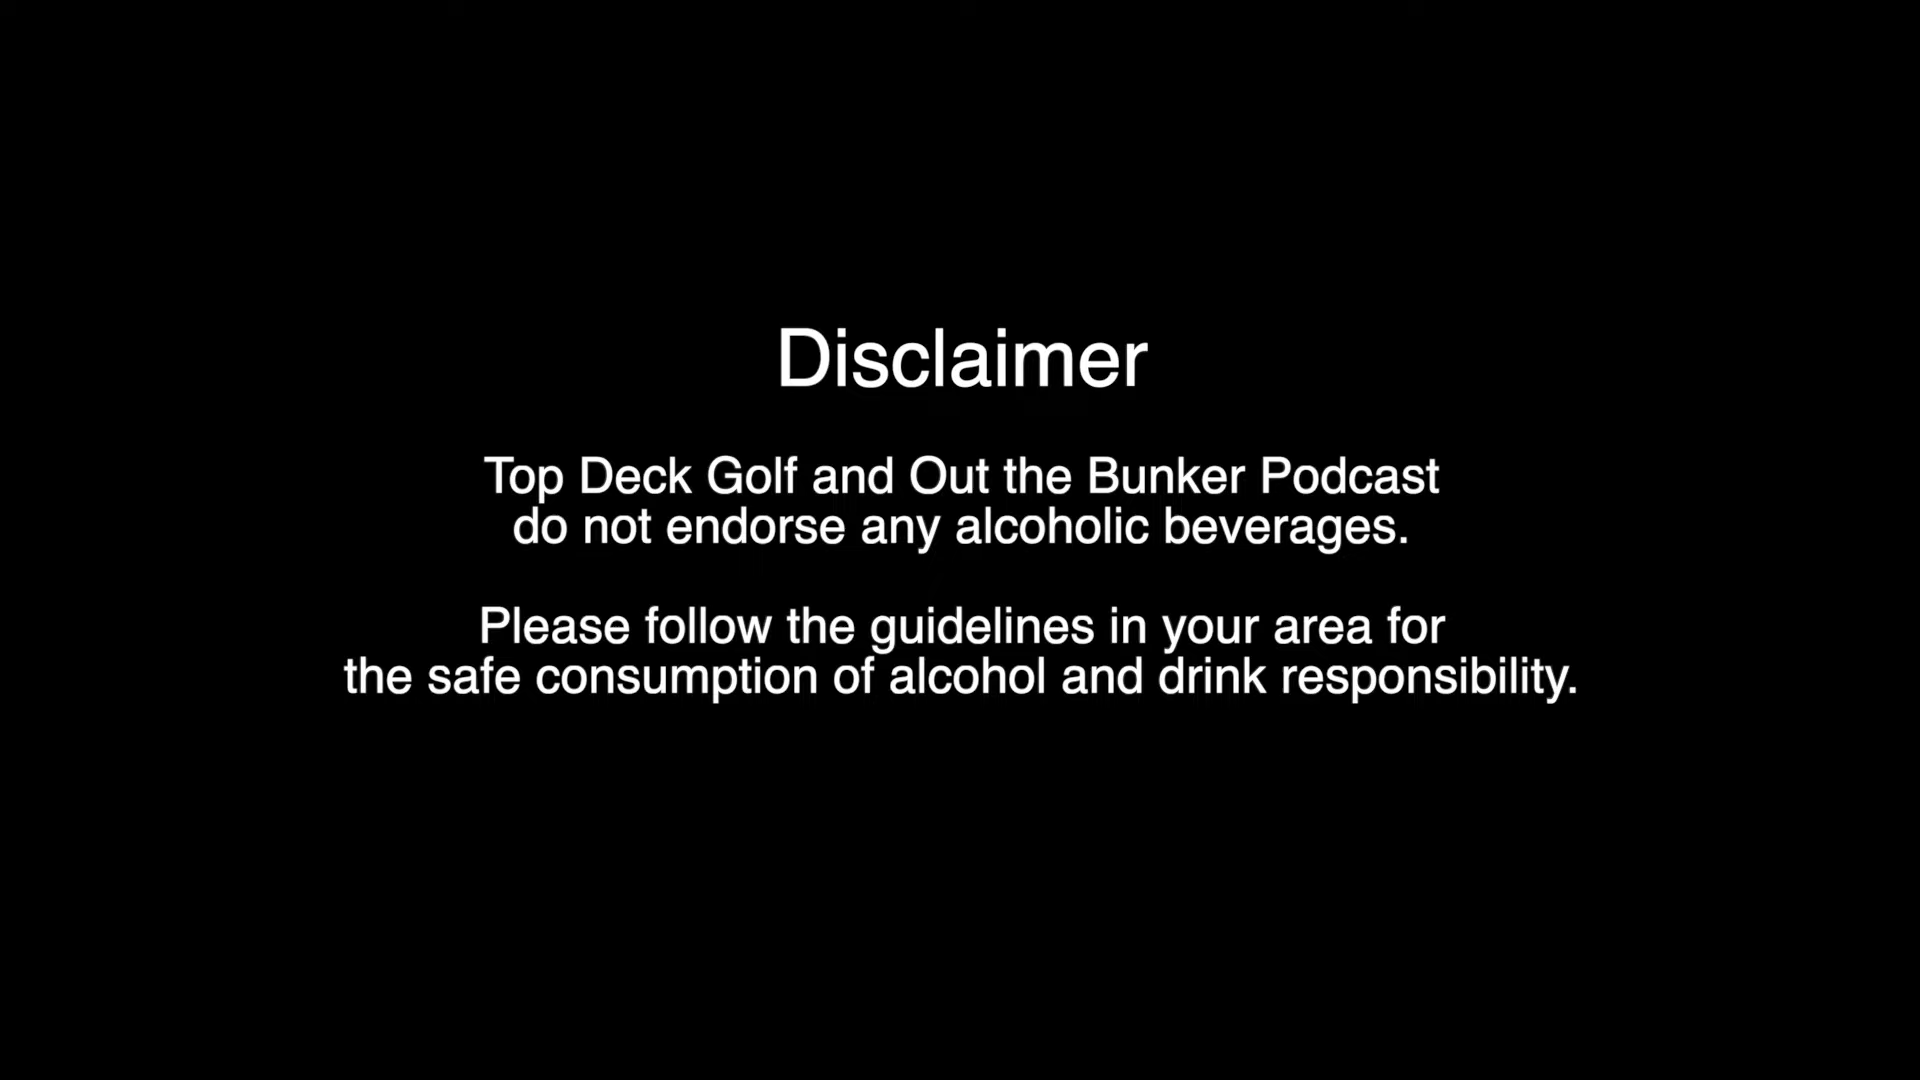 Disclaimer
Top Deck Golf and Out the Bunker Podcast
do not endorse any alcoholic beverages.
Please follow the guidelines in your area for
the safe consumption of alcohol and drink responsibility.